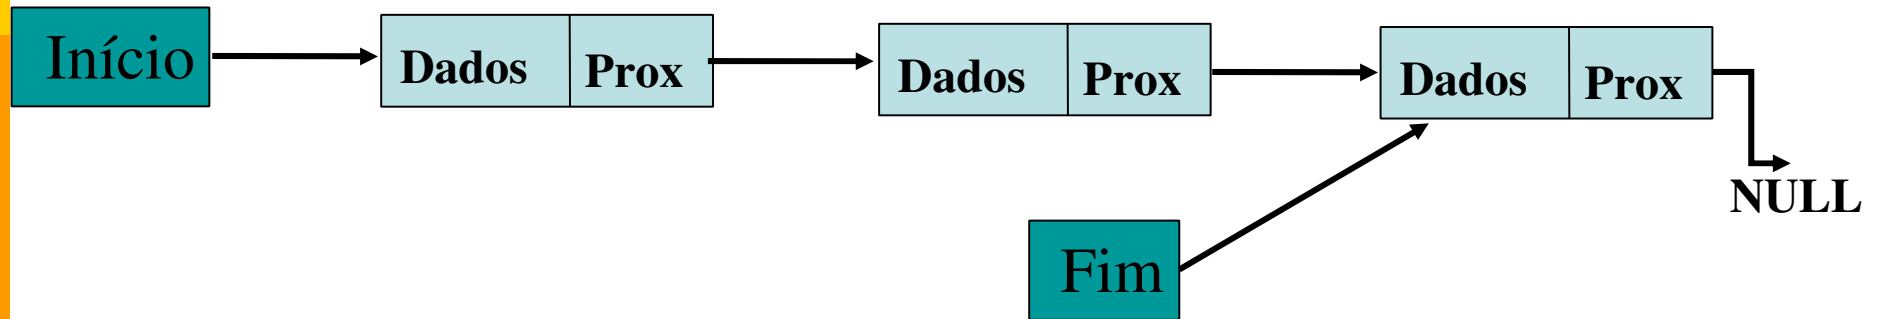 Início
Dados Prox
Dados Prox
Dados Prox
NULL
Fim